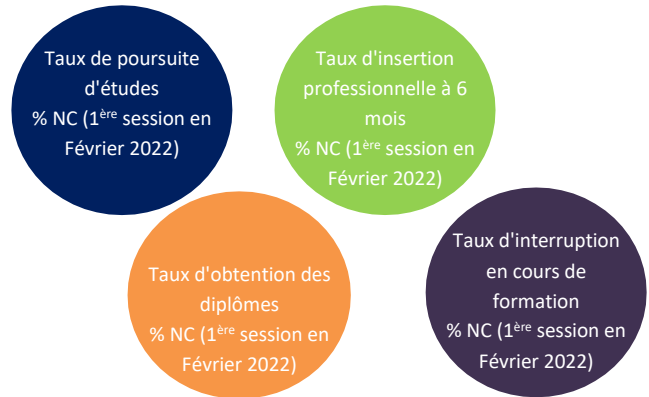 Taux de poursuite
d'études
% NC (1ère session en
Février 2022)
Taux d'insertion
professionnelle à 6
mois
% NC (1ère session en
Février 2022)
Taux d'obtention des
diplômes
% NC (1ère session en
Février 2022)
Taux d'interruption
en cours de
formation
% NC (1ère session en
Février 2022)